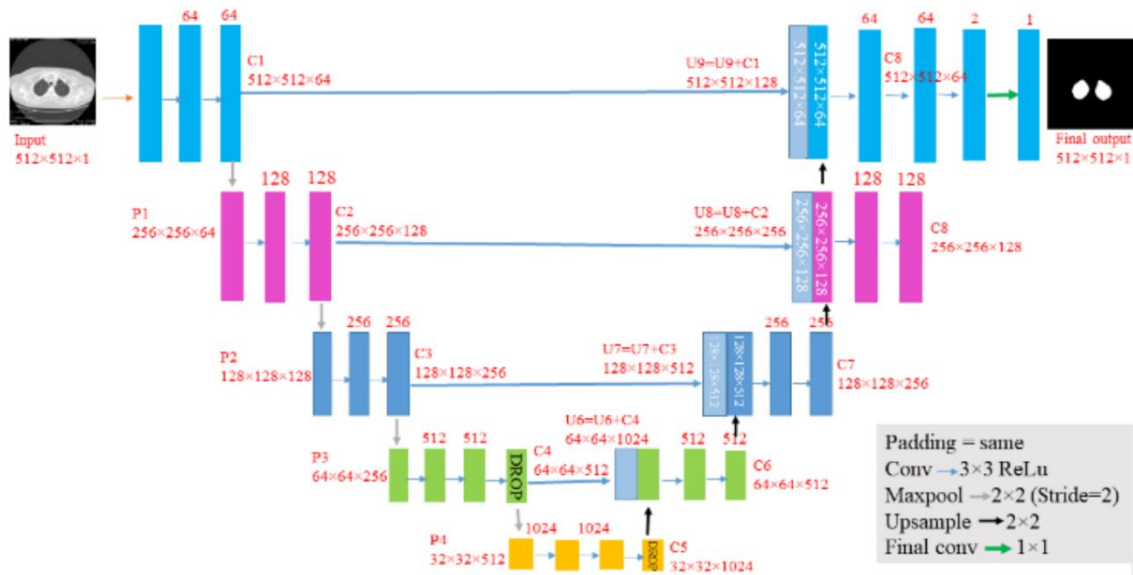 64 64
C1
512×512×64
Input
512×512×1
U9=U9+C1
512×512×128
512×512×64
512×512×64
64 64 2 1
C8
512×512×64
Final output
512×512×1
P1
256×256×64
128 128
C2
256×256×128
U8=U8+C2
256×256×256
256×256×128
256×256×128
128 128
C8
256×256×128
P2
128×128×128
256 256
C3
128×128×256
U7=U7+C3
128×128×512
28×128×512
128×128×512
256 256
C7
128×128×256
P3
64×64×256
512 512
DROP
C4
64×64×512
U6=U6+C4
64×64×1024
512 512
C6
64×64×512
P4
32×32×512
1024 1024
DROP
C5
32×32×1024
Padding = same
Conv 3×3 ReLu
Maxpool 2×2 (Stride=2)
Upsample 2×2
Final conv 1×1